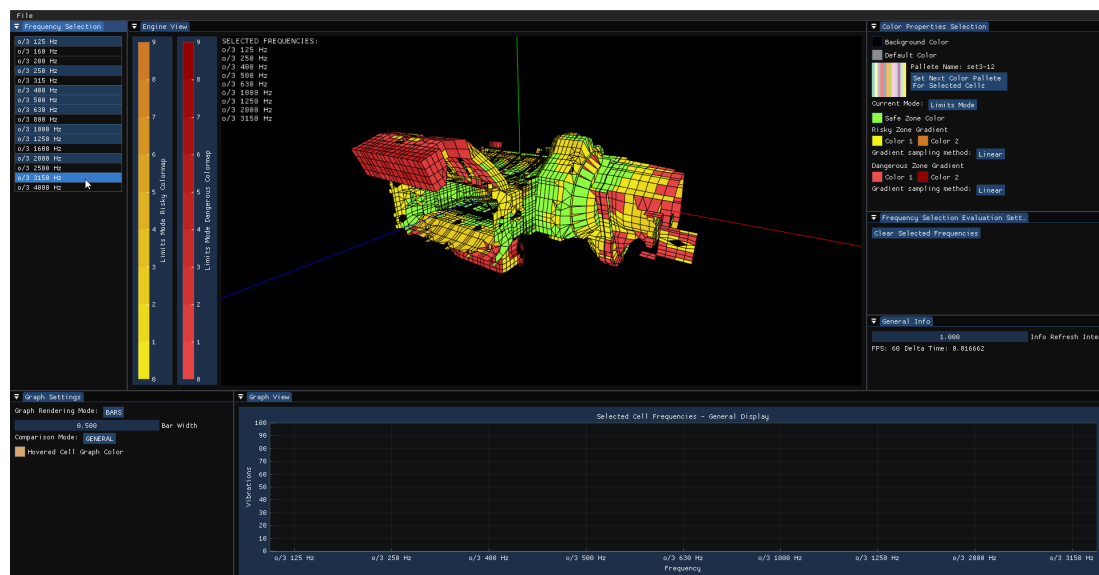 File
Frequency Selection
o/3 125 Hz
o/3 160 Hz
o/3 200 Hz
o/3 250 Hz
o/3 315 Hz
o/3 400 Hz
o/3 500 Hz
o/3 630 Hz
o/3 800 Hz
o/3 1000 Hz
o/3 1250 Hz
o/3 1600 Hz
o/3 2000 Hz
o/3 2500 Hz
o/3 3150 Hz
o/3 4000 Hz
Engine View
9
8
7
6
5
4
3
2
1
0
Limits Mode Risky Colormap
9
8
7
6
5
4
3
2
1
0
Limits Mode Dangerous Colormap
SELECTED FREQUENCIES:
o/3 125 Hz
o/3 250 Hz
o/3 400 Hz
o/3 500 Hz
o/3 630 Hz
o/3 1000 Hz
o/3 1250 Hz
o/3 2000 Hz
o/3 3150 Hz
Color Properties Selection
Background Color
Default Color
Pallete Name: set3-12
Set Next Color Pallete
For Selected Cells
Current Mode: Limits Mode
Safe Zone Color
Risky Zone Gradient
Color 1 Color 2
Gradient sampling method: Linear
Dangerous Zone Gradient
Color 1 Color 2
Gradient sampling method: Linear
Frequency Selection Evaluation Sett…
Clear Selected Frequencies
General Info
1.000 Info Refresh Inte
FPS: 60 Delta Time: 0.016662
Graph Settings
Graph Rendering Mode: BARS
0.500 Bar Width
Comparison Mode: GENERAL
Hovered Cell Graph Color
Graph View
Selected Cell Frequencies - General Display
100
90
80
70
60
50
40
30
20
10
0
Vibrations
o/3 125 Hz
o/3 250 Hz
o/3 400 Hz
o/3 500 Hz
o/3 630 Hz
o/3 1000 Hz
o/3 1250 Hz
o/3 2000 Hz
o/3 3150 Hz
Frequency